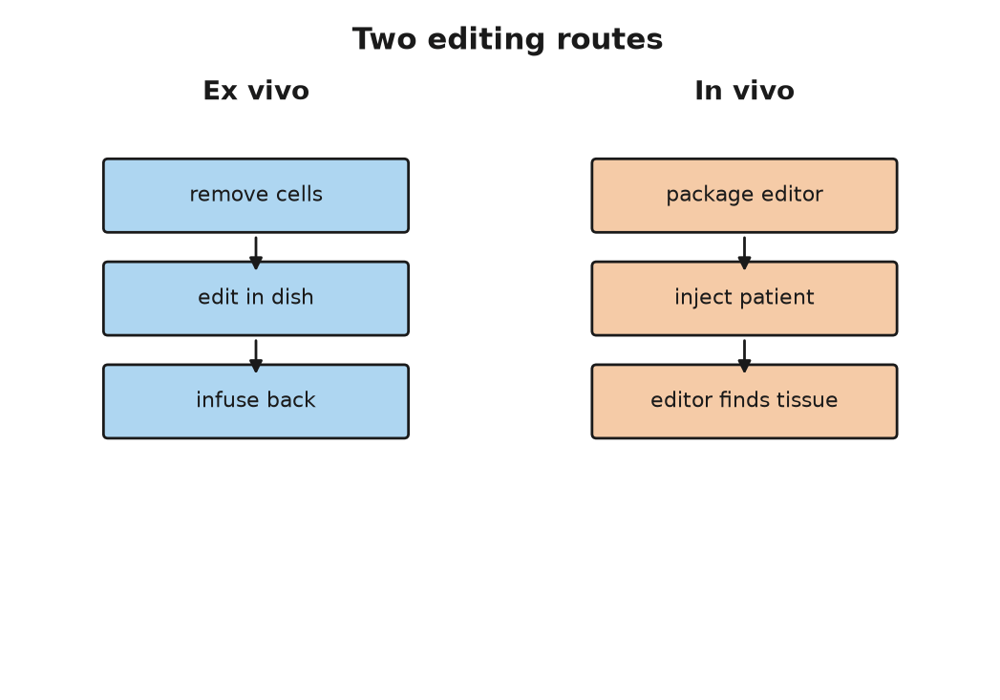 Two editing routes
Ex vivo
remove cells
edit in dish
infuse back
In vivo
package editor
inject patient
editor finds tissue